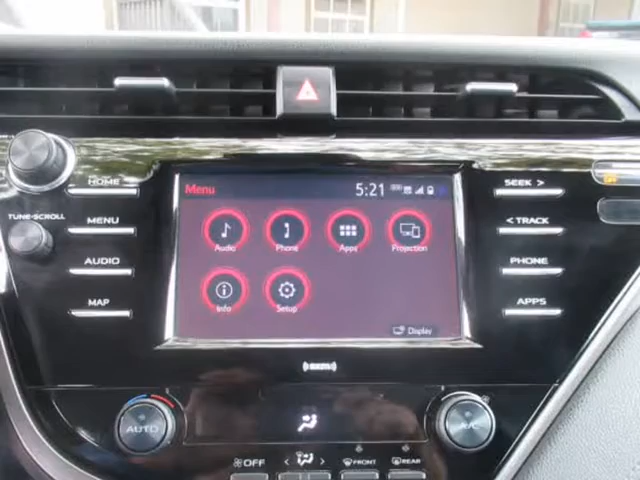 HOME
Menu
5:21
SEEK >
TUNE•SCROLL
MENU
Audio
Phone
Apps
Projection
< TRACK
AUDIO
PHONE
MAP
Info
Setup
APPS
Display
((SiriusXM))
AUTO
A/C
OFF
< >
FRONT
REAR